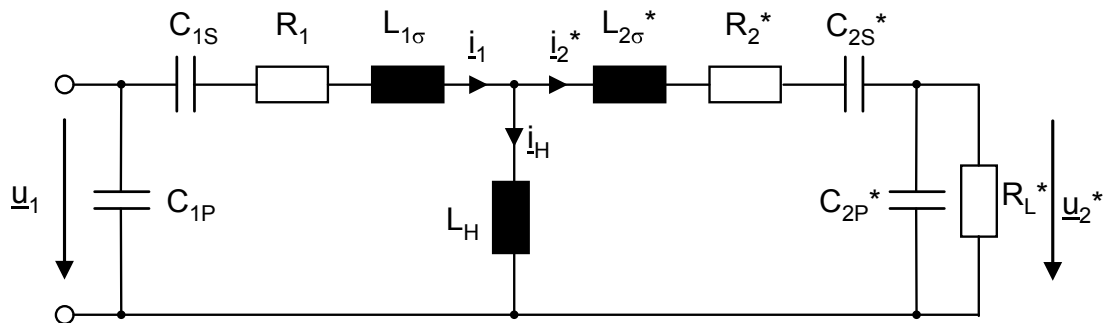 C1S R1 L1σ i1 i2* L2σ* R2* C2S*
iH
u1 C1P LH C2P* RL* u2*